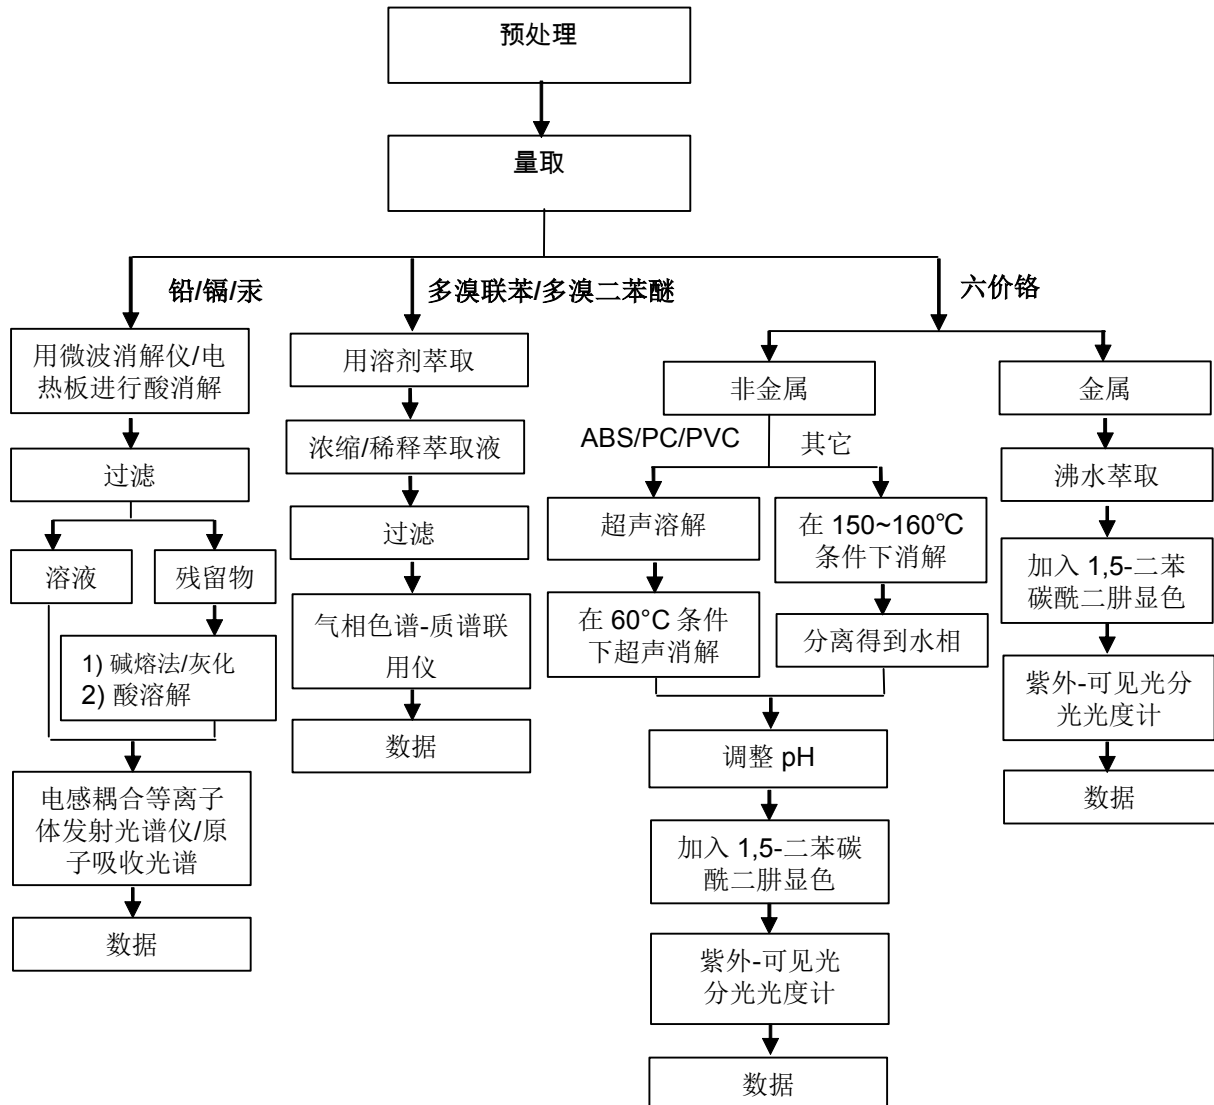 预处理
量取
铅/镉/汞
多溴联苯/多溴二苯醚
六价铬
用微波消解仪/电
热板进行酸消解
过滤
溶液
残留物
1) 碱熔法/灰化
2) 酸溶解
电感耦合等离子
体发射光谱仪/原
子吸收光谱
数据
用溶剂萃取
浓缩/稀释萃取液
过滤
气相色谱-质谱联
用仪
数据
非金属
ABS/PC/PVC
其它
超声溶解
在 60°C 条件
下超声消解
在 150~160℃
条件下消解
分离得到水相
调整 pH
加入 1,5-二苯碳
酰二肼显色
紫外-可见光
分光光度计
数据
金属
沸水萃取
加入 1,5-二苯
碳酰二肼显色
紫外-可见光分
光光度计
数据